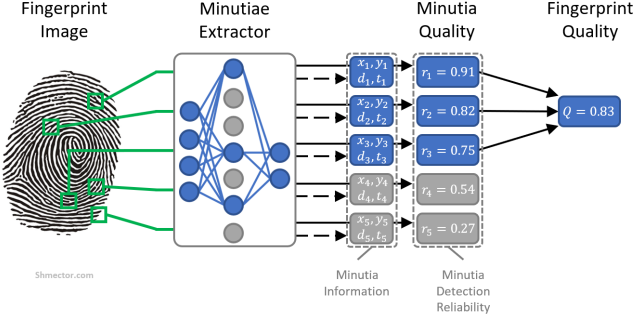 Fingerprint
Image
Minutiae
Extractor
Minutia
Quality
Fingerprint
Quality
x₁, y₁
d₁, t₁
r₁ = 0.91
x₂, y₂
d₂, t₂
r₂ = 0.82
Q = 0.83
x₃, y₃
d₃, t₃
r₃ = 0.75
x₄, y₄
d₄, t₄
r₄ = 0.54
x₅, y₅
d₅, t₅
r₅ = 0.27
Shmector.com
Minutia
Information
Minutia
Detection
Reliability